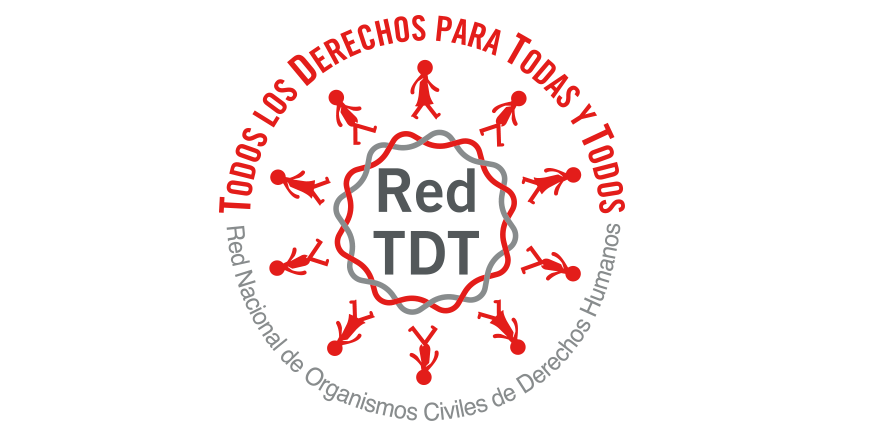 Todos los Derechos para Todas y Todos
Red
TDT
Red Nacional de Organismos Civiles de Derechos Humanos